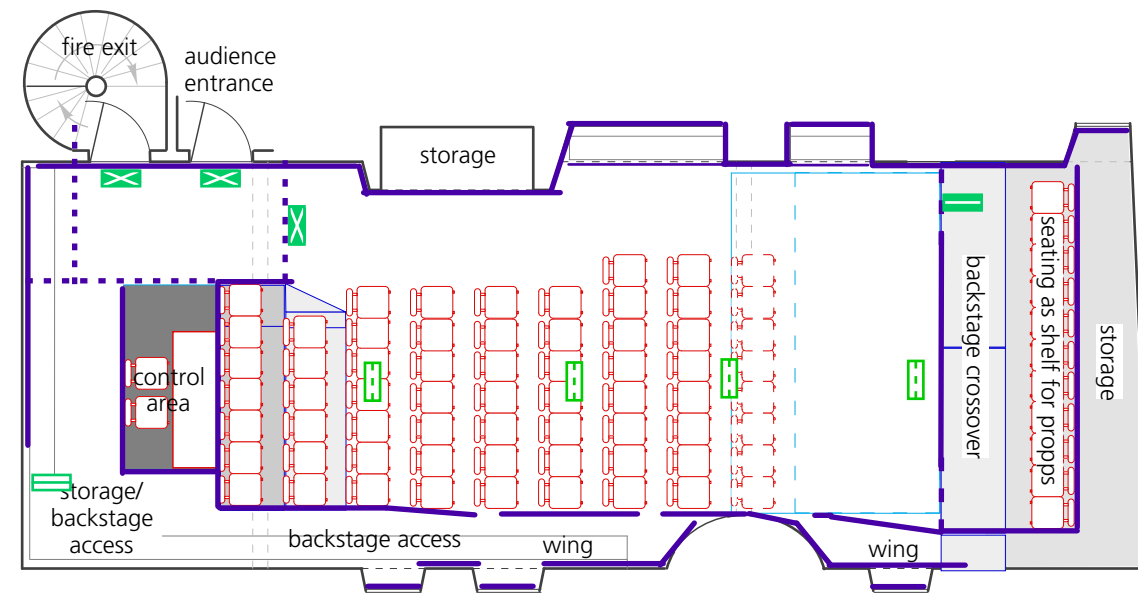 fire exit
audience
entrance
storage
control
area
storage/
backstage
access
backstage access
wing
wing
backstage crossover
seating as shelf for propps
storage